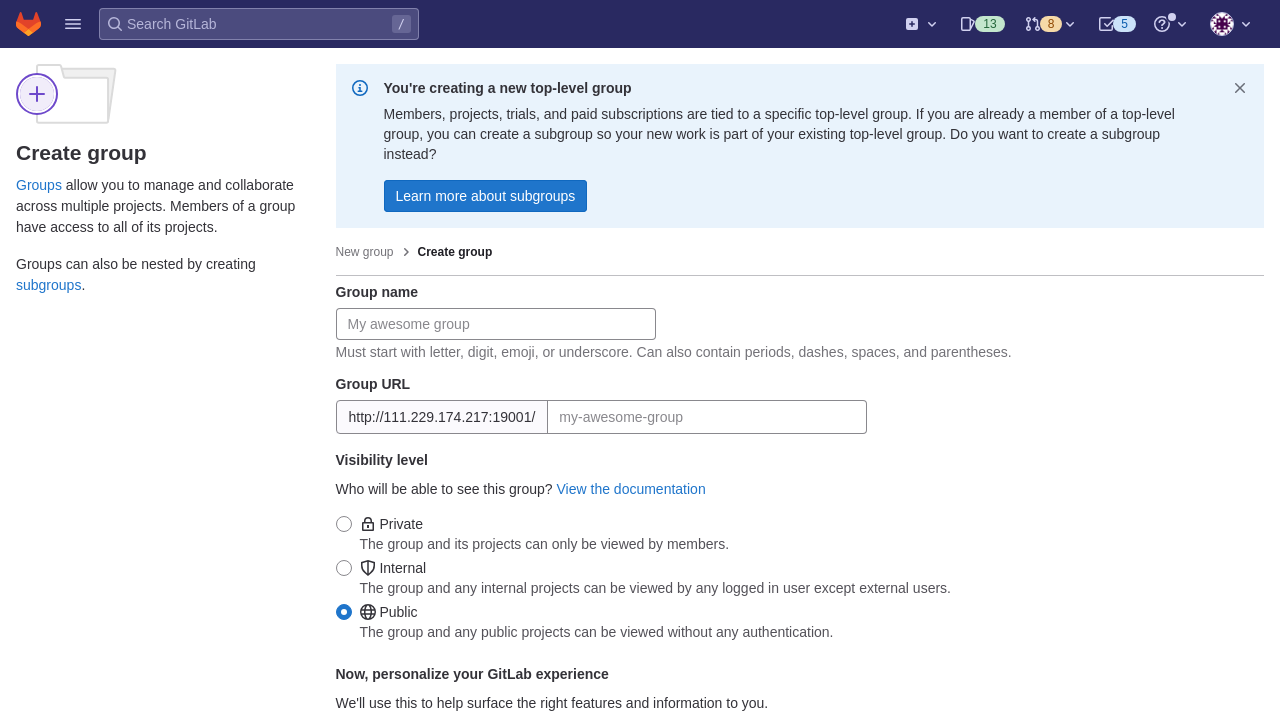 Search GitLab
/
13
8
5
Create group
Groups allow you to manage and collaborate
across multiple projects. Members of a group
have access to all of its projects.
Groups can also be nested by creating
subgroups.
You're creating a new top-level group
Members, projects, trials, and paid subscriptions are tied to a specific top-level group. If you are already a member of a top-level
group, you can create a subgroup so your new work is part of your existing top-level group. Do you want to create a subgroup
instead?
Learn more about subgroups
New group
Create group
Group name
My awesome group
Must start with letter, digit, emoji, or underscore. Can also contain periods, dashes, spaces, and parentheses.
Group URL
http://111.229.174.217:19001/
my-awesome-group
Visibility level
Who will be able to see this group? View the documentation
Private
The group and its projects can only be viewed by members.
Internal
The group and any internal projects can be viewed by any logged in user except external users.
Public
The group and any public projects can be viewed without any authentication.
Now, personalize your GitLab experience
We'll use this to help surface the right features and information to you.